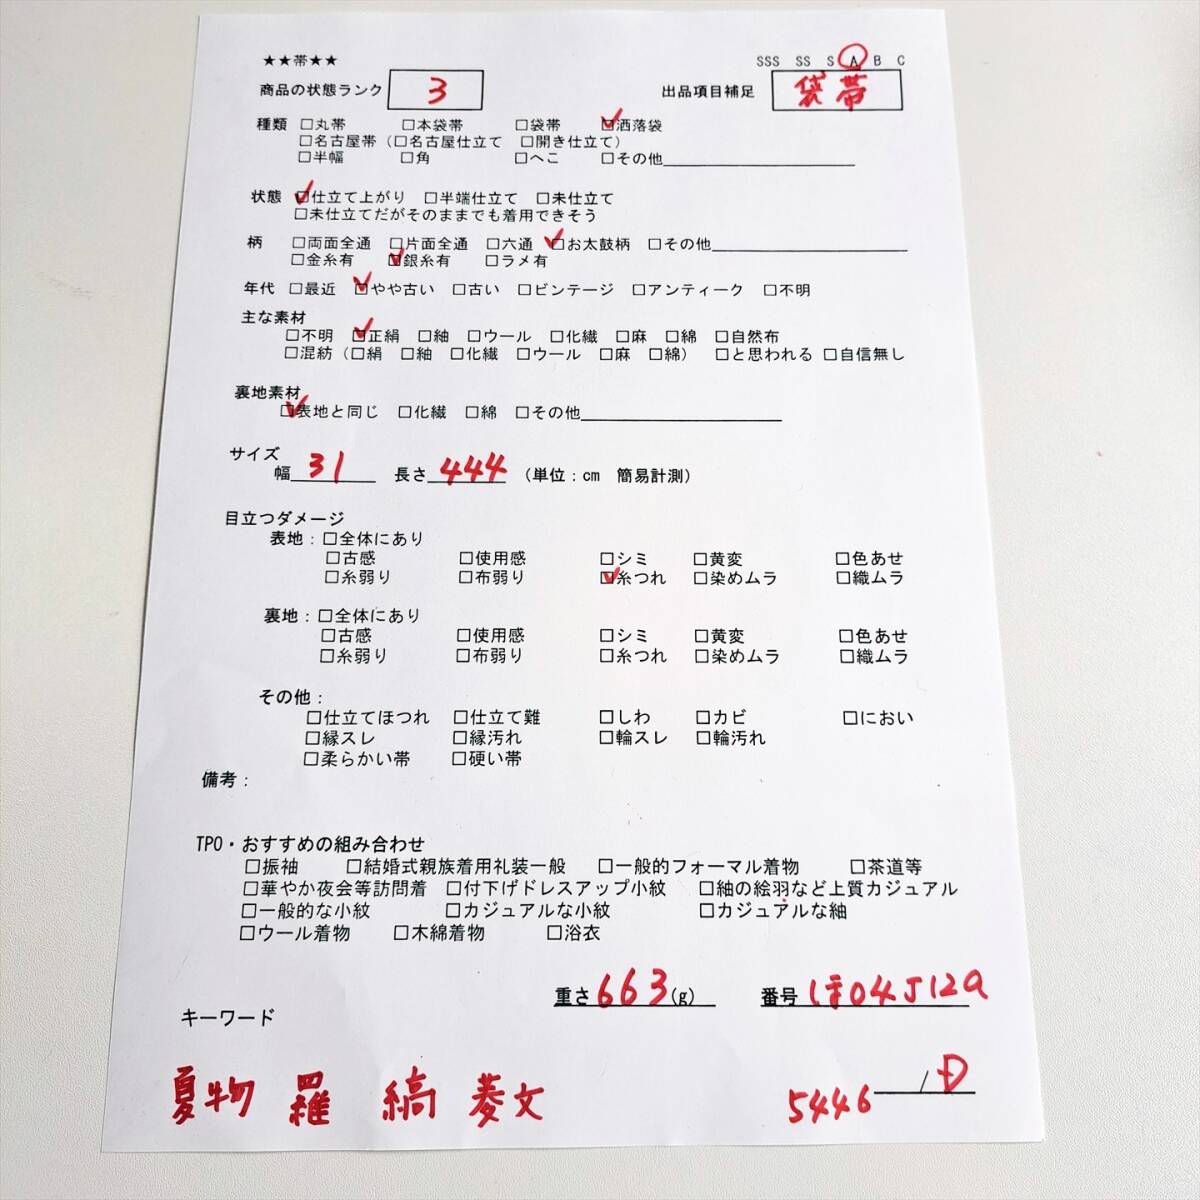 ★★帯★★ SSS SS S A B C
商品の状態ランク 3 出品項目補足 袋帯
種類 □丸帯 □本袋帯 □袋帯 □洒落袋
□名古屋帯（□名古屋仕立て □開き仕立て）
□半幅 □角 □へこ □その他
状態 □仕立て上がり □半端仕立て □未仕立て
□未仕立てだがそのままでも着用できそう
柄 □両面全通 □片面全通 □六通 □お太鼓柄 □その他
□金糸有 □銀糸有 □ラメ有
年代 □最近 □やや古い □古い □ビンテージ □アンティーク □不明
主な素材
□不明 □正絹 □紬 □ウール □化繊 □麻 □綿 □自然布
□混紡（□絹 □紬 □化繊 □ウール □麻 □綿） □と思われる □自信無し
裏地素材
□表地と同じ □化繊 □綿 □その他
サイズ
幅 31 長さ 444 （単位：cm 簡易計測）
目立つダメージ
表地：□全体にあり
□古感 □使用感 □シミ □黄変 □色あせ
□糸弱り □布弱り □糸つれ □染めムラ □織ムラ
裏地：□全体にあり
□古感 □使用感 □シミ □黄変 □色あせ
□糸弱り □布弱り □糸つれ □染めムラ □織ムラ
その他：
□仕立てほつれ □仕立て難 □しわ □カビ □におい
□縁スレ □縁汚れ □輪スレ □輪汚れ
□柔らかい帯 □硬い帯
備考：
TPO・おすすめの組み合わせ
□振袖 □結婚式親族着用礼装一般 □一般的フォーマル着物 □茶道等
□華やか夜会等訪問着 □付下げドレスアップ小紋 □紬の絵羽など上質カジュアル
□一般的な小紋 □カジュアルな小紋 □カジュアルな紬
□ウール着物 □木綿着物 □浴衣
重さ 663 (g) 番号 ほ04512a
キーワード
夏物 羅 縞 菱文
5446 /D